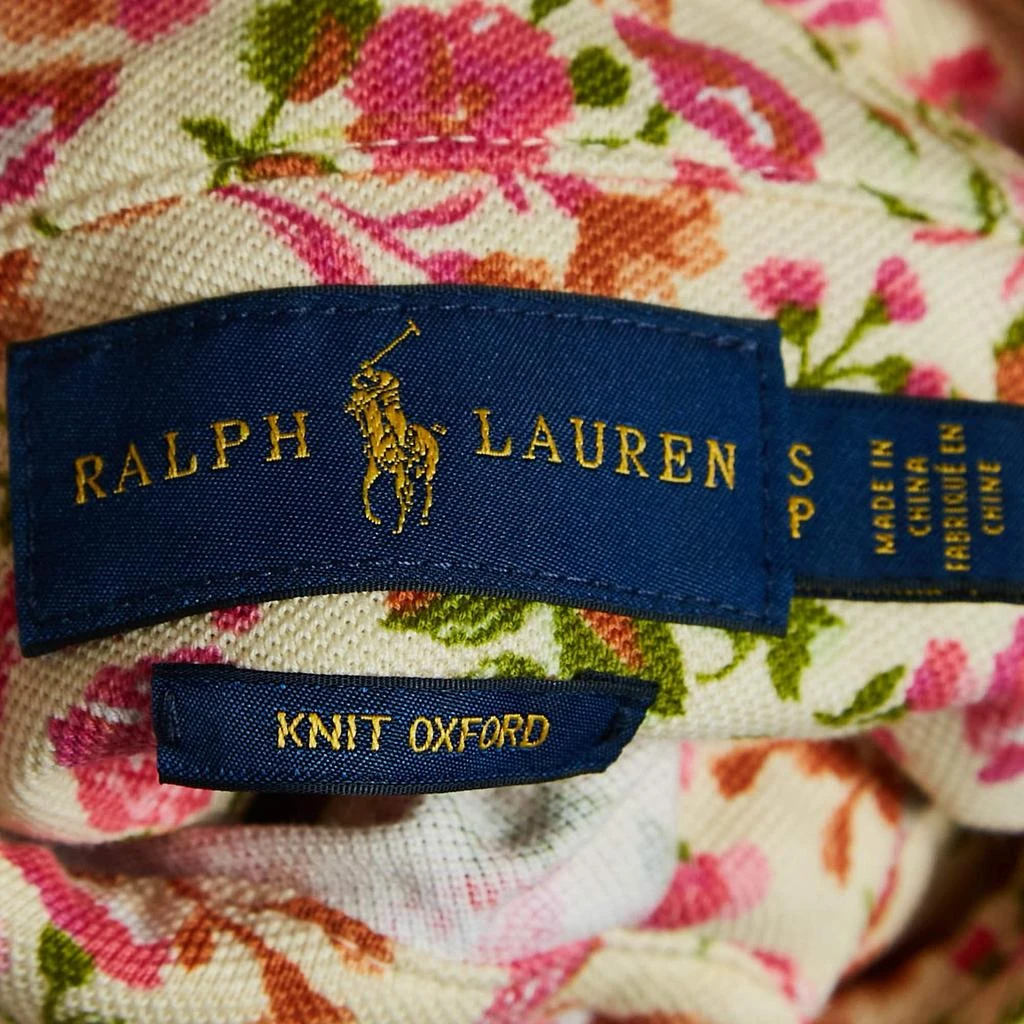 RALPH LAUREN
S
P
MADE IN
CHINA
FABRIQUÉ EN
CHINE
KNIT OXFORD